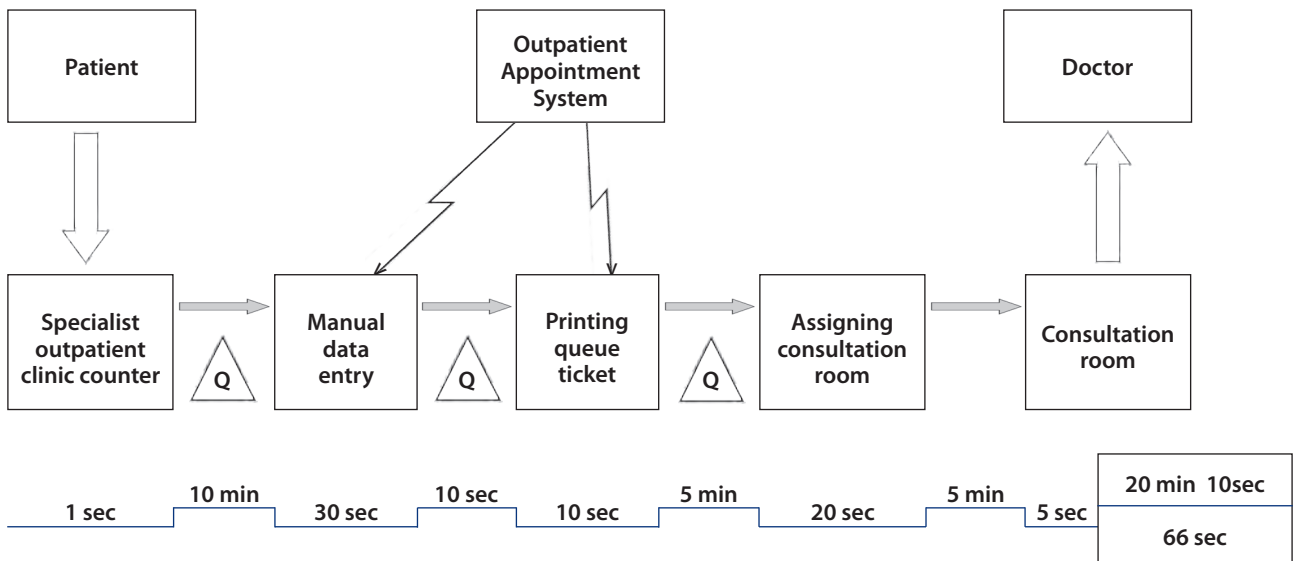 Patient
Outpatient
Appointment
System
Doctor
Specialist
outpatient
clinic counter
Q
Manual
data
entry
Q
Printing
queue
ticket
Q
Assigning
consultation
room
Consultation
room
1 sec
10 min
30 sec
10 sec
10 sec
5 min
20 sec
5 min
5 sec
20 min 10sec
66 sec